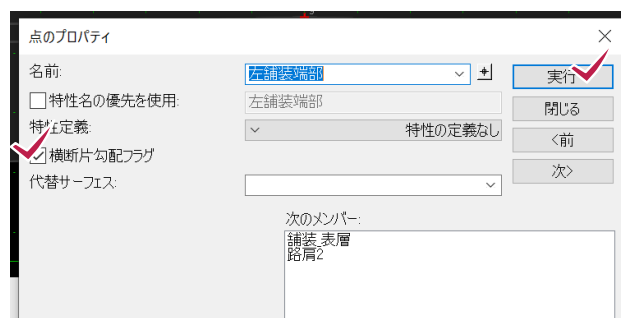 点のプロパティ
名前:
左舗装端部
実行
特性名の優先を使用:
左舗装端部
閉じる
特性定義:
特性の定義なし
<前
横断片勾配フラグ
代替サーフェス:
次>
次のメンバー:
舗装_表層
路肩2